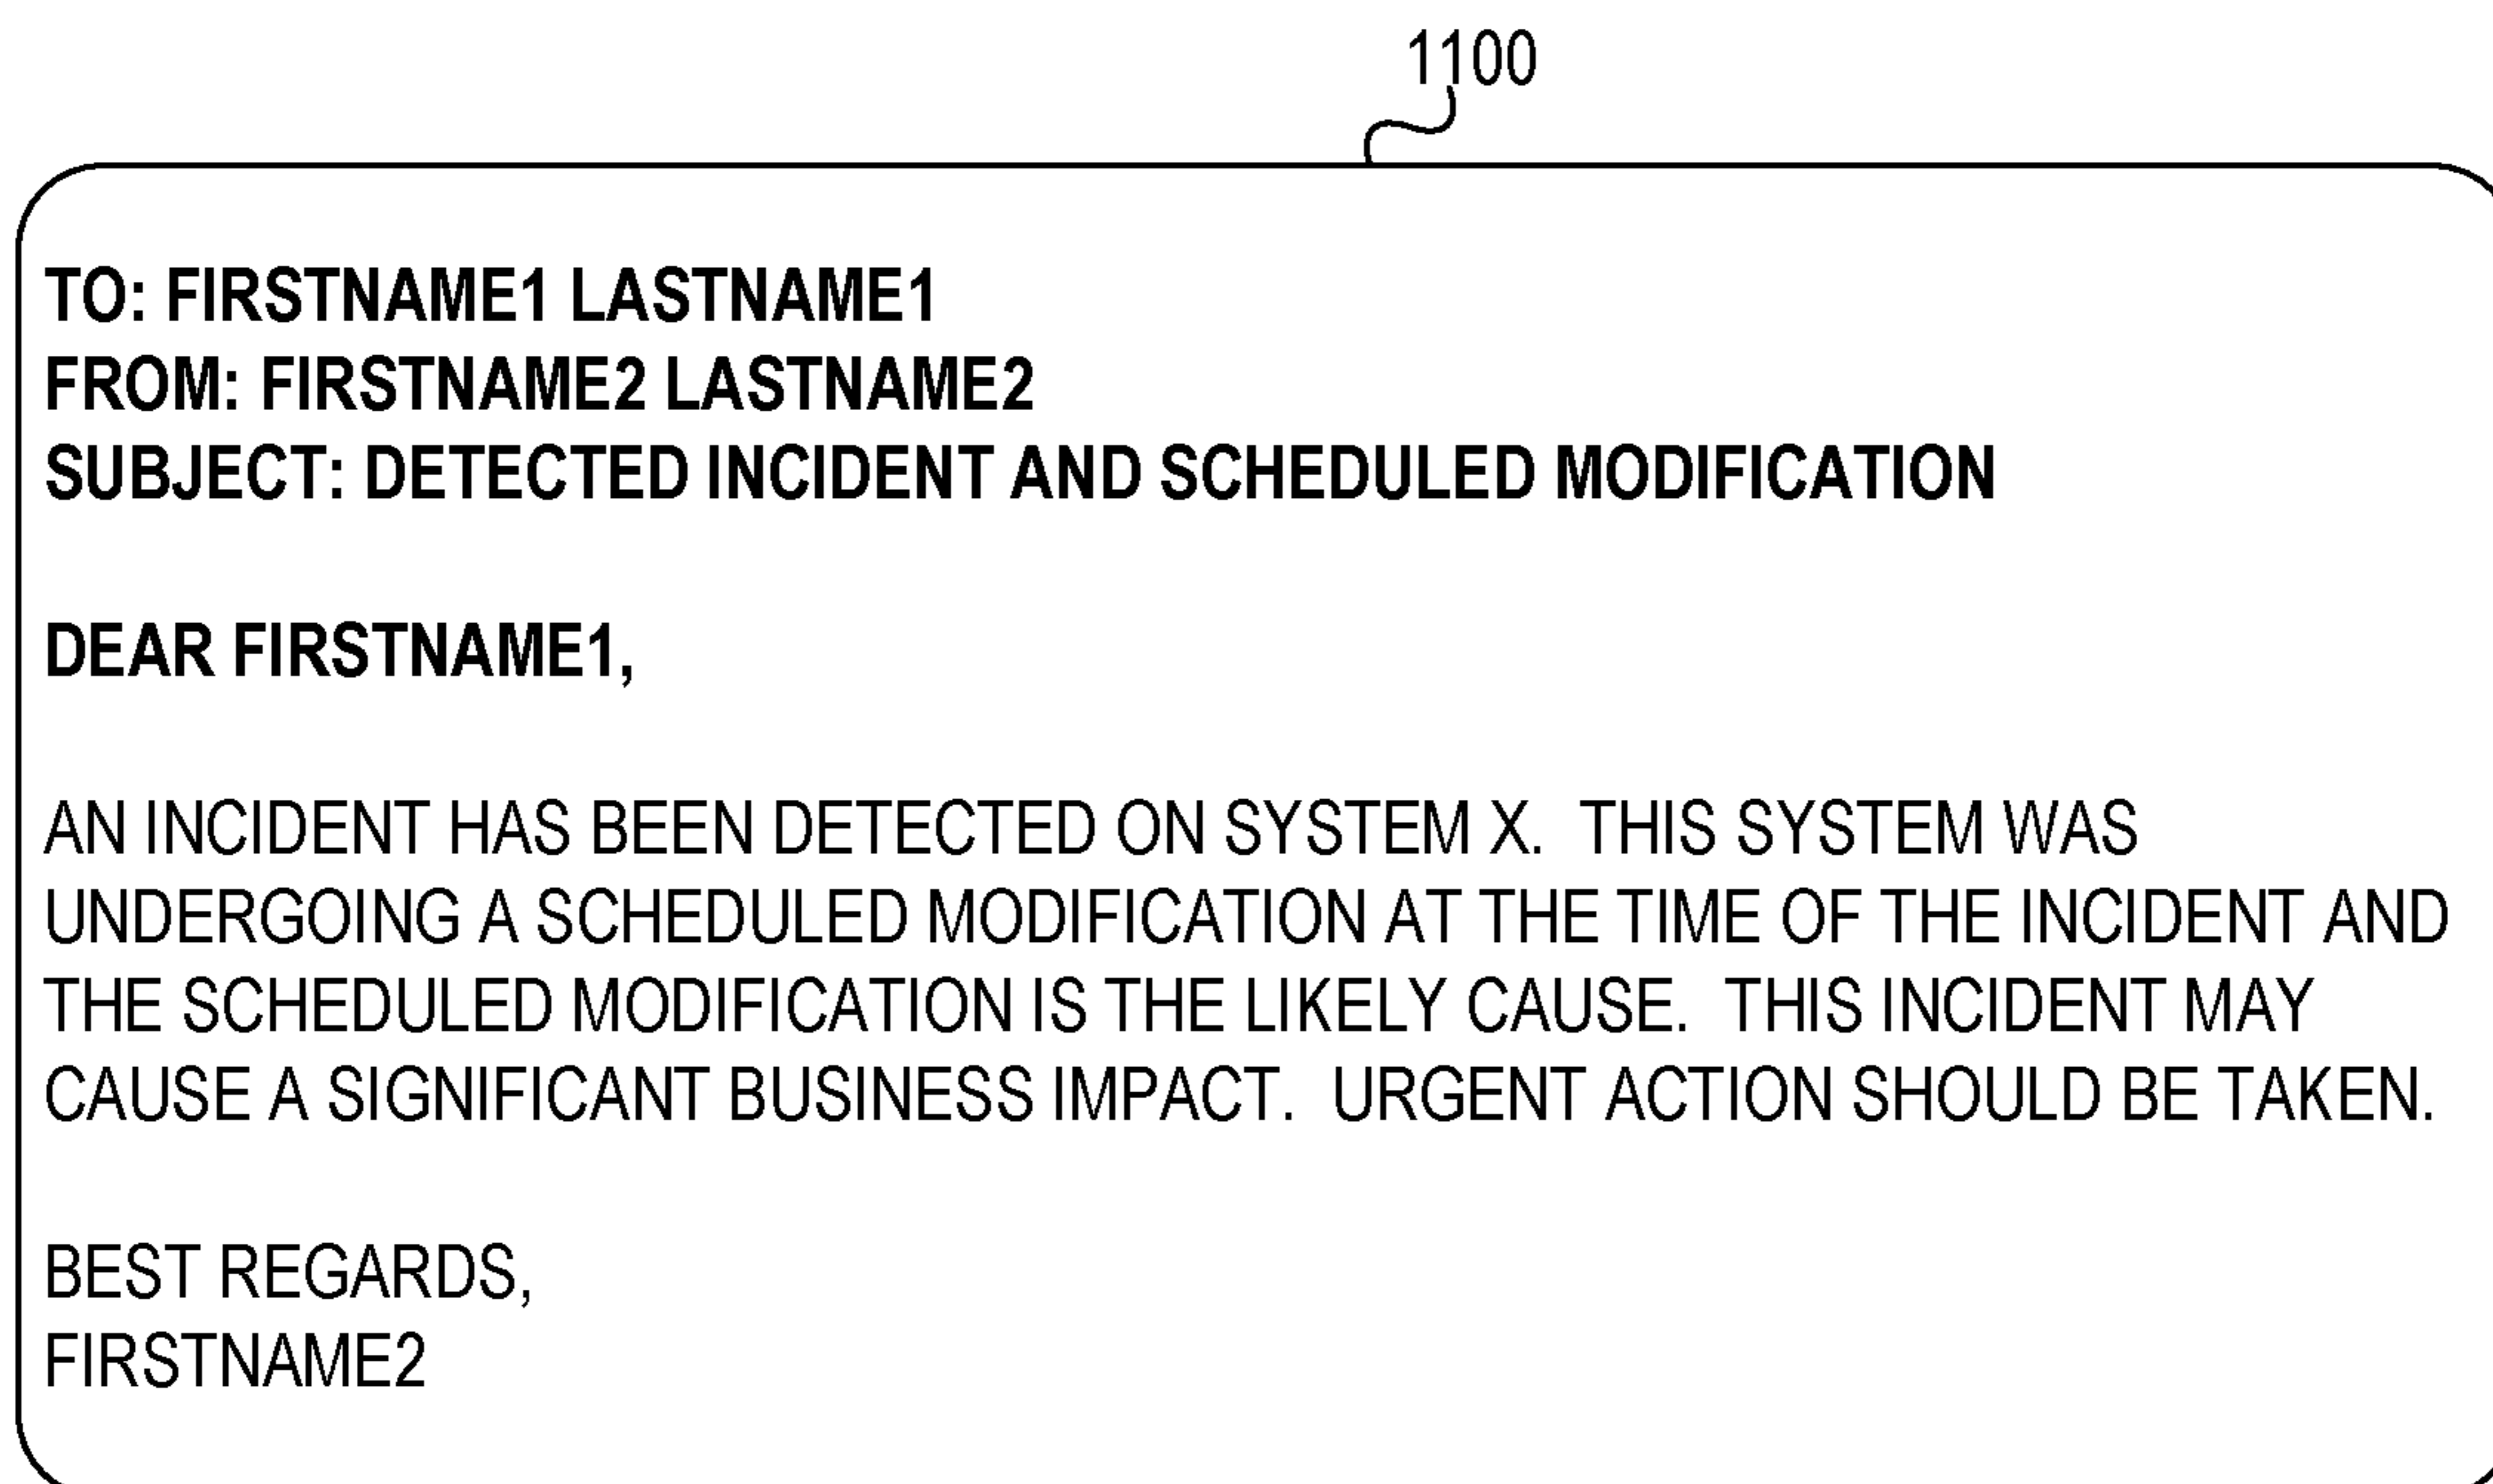 1100
TO: FIRSTNAME1 LASTNAME1
FROM: FIRSTNAME2 LASTNAME2
SUBJECT: DETECTED INCIDENT AND SCHEDULED MODIFICATION
DEAR FIRSTNAME1,
AN INCIDENT HAS BEEN DETECTED ON SYSTEM X.  THIS SYSTEM WAS
UNDERGOING A SCHEDULED MODIFICATION AT THE TIME OF THE INCIDENT AND
THE SCHEDULED MODIFICATION IS THE LIKELY CAUSE.  THIS INCIDENT MAY
CAUSE A SIGNIFICANT BUSINESS IMPACT.  URGENT ACTION SHOULD BE TAKEN.
BEST REGARDS,
FIRSTNAME2